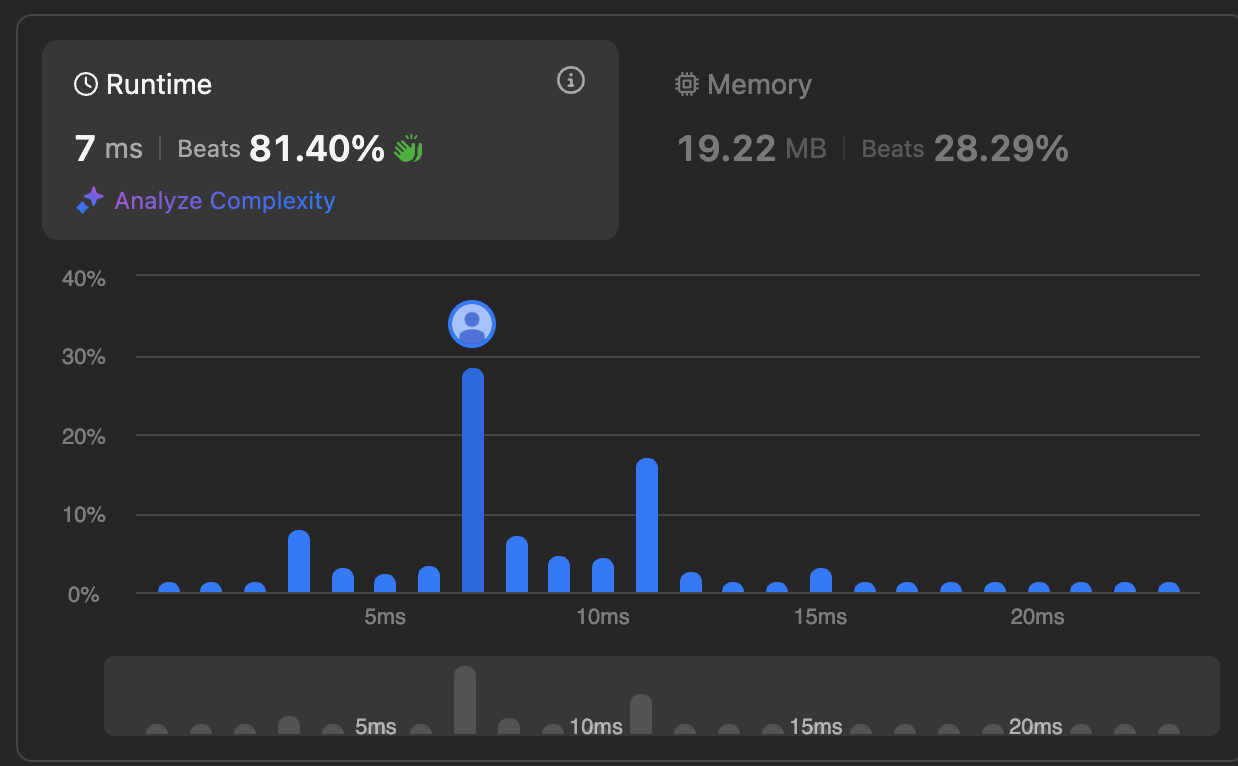 Runtime
7 ms | Beats 81.40%
Analyze Complexity
Memory
19.22 MB | Beats 28.29%
40%
30%
20%
10%
0%
5ms 10ms 15ms 20ms
5ms 10ms 15ms 20ms